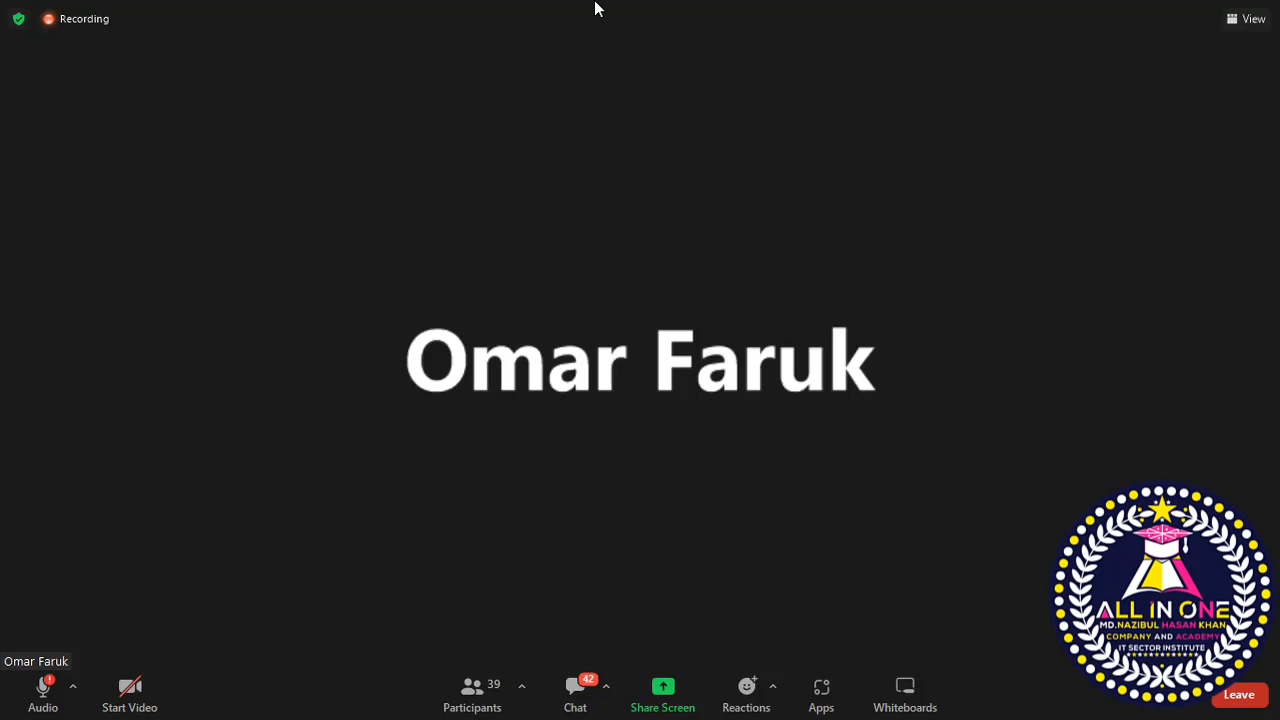 Recording
View
Omar Faruk
ALL IN ONE
MD.NAZIBUL HASAN KHAN
COMPANY AND ACADEMY
IT SECTOR INSTITUTE
Omar Faruk
Audio
Start Video
39
Participants
42
Chat
Share Screen
Reactions
Apps
Whiteboards
Leave